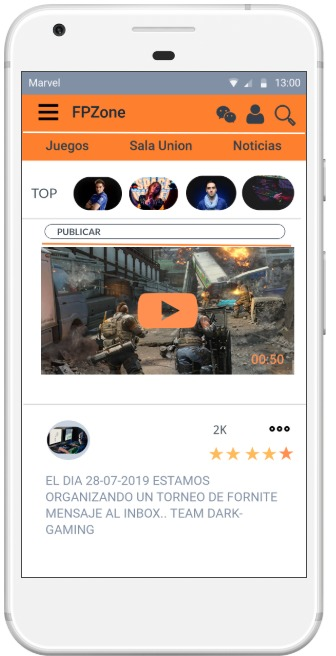 Marvel 13:00
FPZone
Juegos Sala Union Noticias
TOP
PUBLICAR
00:50
2K
EL DIA 28-07-2019 ESTAMOS
ORGANIZANDO UN TORNEO DE FORNITE
MENSAJE AL INBOX.. TEAM DARK-
GAMING